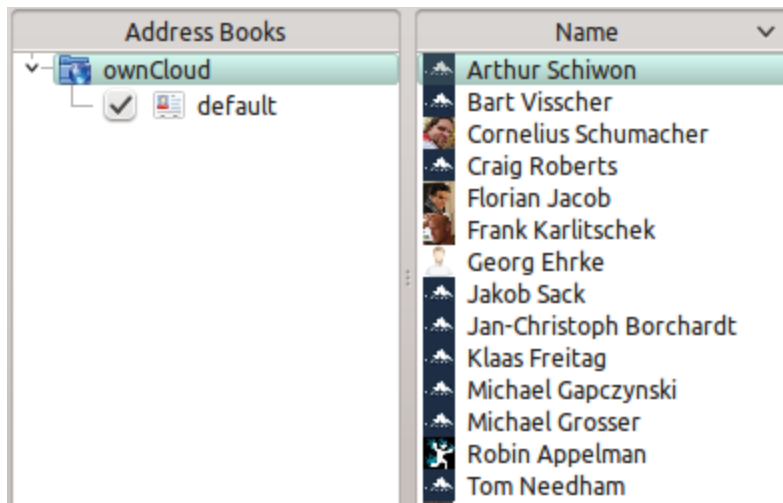 Address Books
ownCloud
default
Name
Arthur Schiwon
Bart Visscher
Cornelius Schumacher
Craig Roberts
Florian Jacob
Frank Karlitschek
Georg Ehrke
Jakob Sack
Jan-Christoph Borchardt
Klaas Freitag
Michael Gapczynski
Michael Grosser
Robin Appelman
Tom Needham